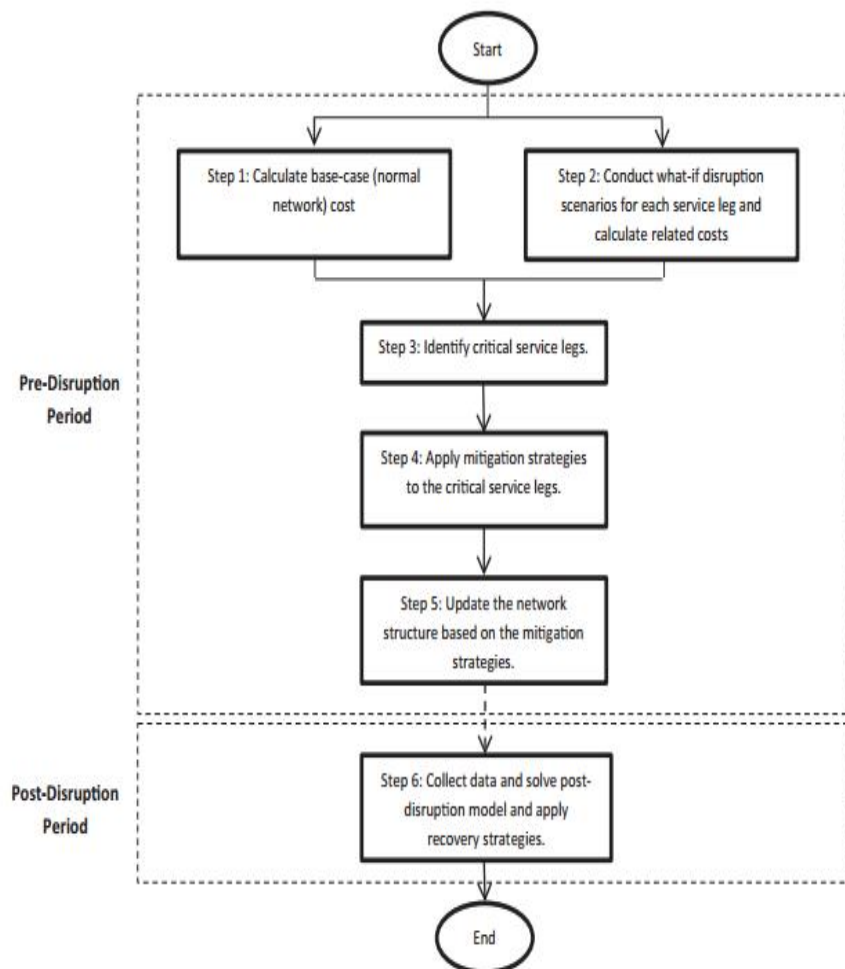 Start
Step 1: Calculate base-case (normal
network) cost
Step 2: Conduct what-if disruption
scenarios for each service leg and
calculate related costs
Step 3: Identify critical service legs.
Pre-Disruption
Period
Step 4: Apply mitigation strategies
to the critical service legs.
Step 5: Update the network
structure based on the mitigation
strategies.
Post-Disruption
Period
Step 6: Collect data and solve post-
disruption model and apply
recovery strategies.
End